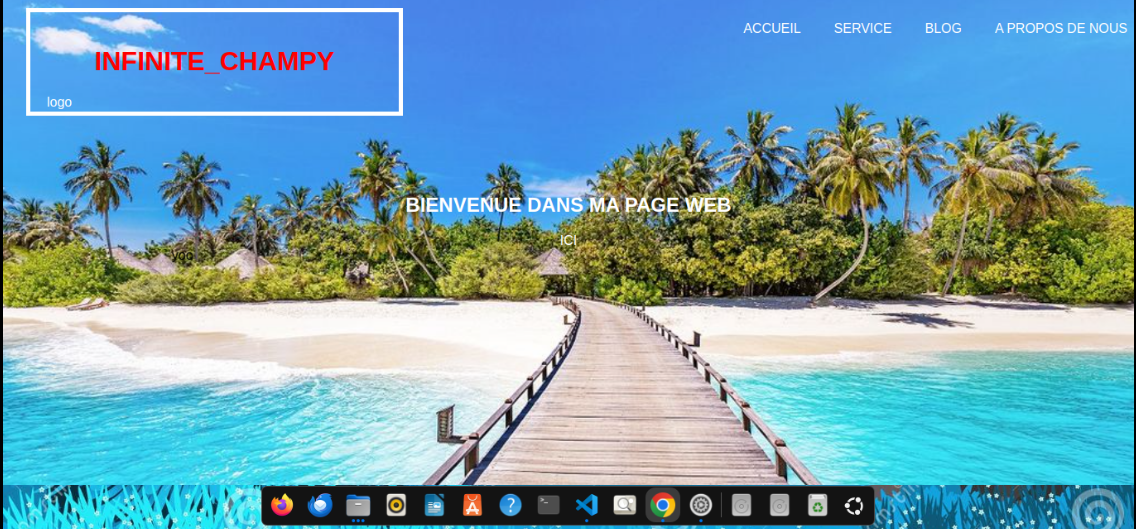 INFINITE_CHAMPY
logo
ACCUEIL SERVICE BLOG A PROPOS DE NOUS
BIENVENUE DANS MA PAGE WEB
ICI